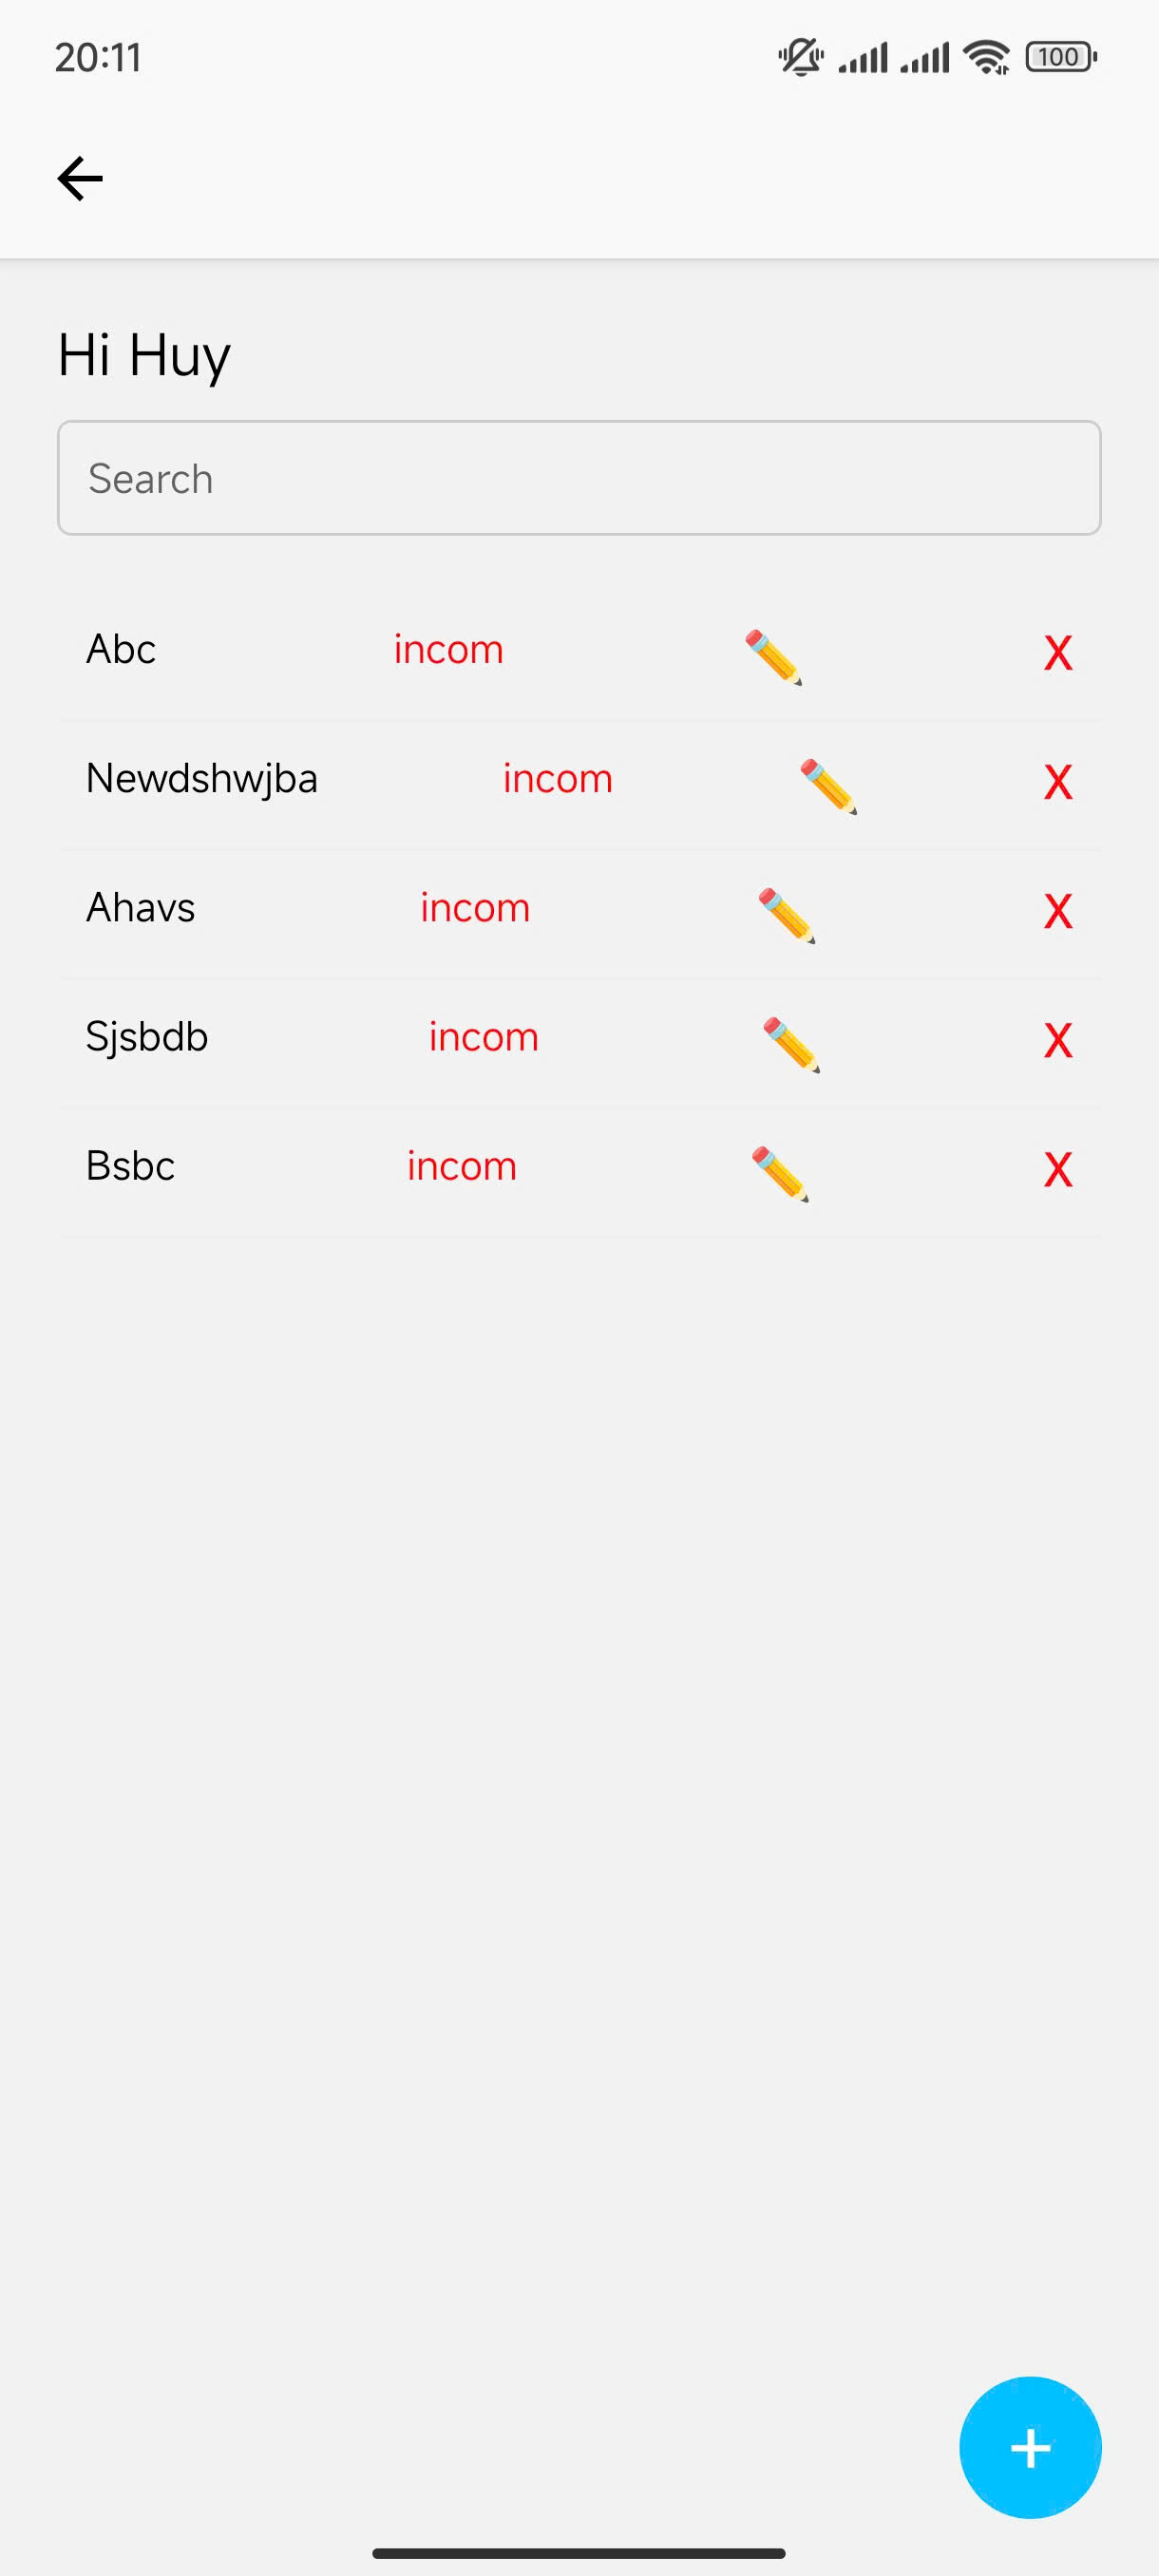 20:11 100
Hi Huy
Search
Abc incom X
Newdshwjba incom X
Ahavs incom X
Sjsbdb incom X
Bsbc incom X
+